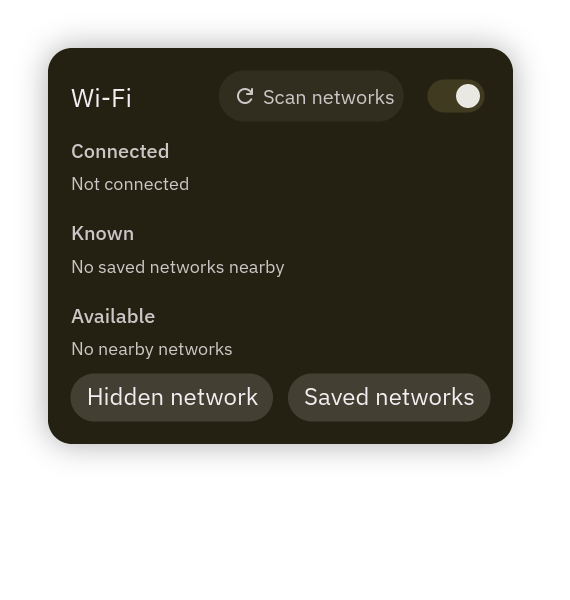 Wi-Fi
Scan networks
Connected
Not connected
Known
No saved networks nearby
Available
No nearby networks
Hidden network
Saved networks